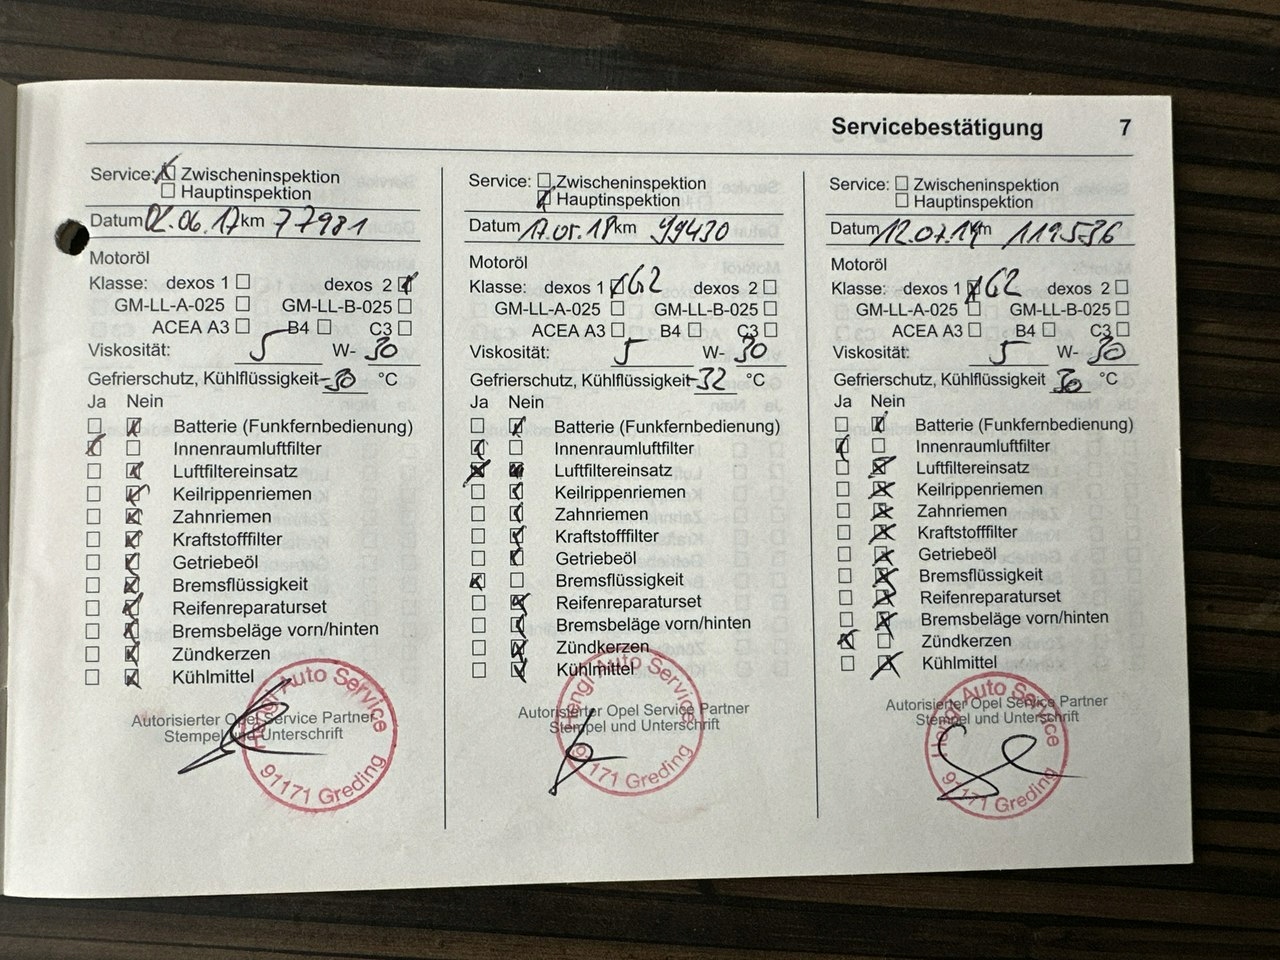 Servicebestätigung 7
Service: Zwischeninspektion
Hauptinspektion
Datum 02.06.17 km 77981
Motoröl
Klasse: dexos 1 dexos 2
GM-LL-A-025 GM-LL-B-025
ACEA A3 B4 C3
Viskosität: 5 W- 30
Gefrierschutz, Kühlflüssigkeit -30 °C
Ja Nein
Batterie (Funkfernbedienung)
Innenraumluftfilter
Luftfiltereinsatz
Keilrippenriemen
Zahnriemen
Kraftstofffilter
Getriebeöl
Bremsflüssigkeit
Reifenreparaturset
Bremsbeläge vorn/hinten
Zündkerzen
Kühlmittel
Autorisierter Opel Service Partner
Stempel und Unterschrift
Hengl Auto Service
91171 Greding
Service: Zwischeninspektion
Hauptinspektion
Datum 17.05.18 km 99430
Motoröl
Klasse: dexos 1 G2 dexos 2
GM-LL-A-025 GM-LL-B-025
ACEA A3 B4 C3
Viskosität: 5 W- 30
Gefrierschutz, Kühlflüssigkeit -32 °C
Ja Nein
Batterie (Funkfernbedienung)
Innenraumluftfilter
Luftfiltereinsatz
Keilrippenriemen
Zahnriemen
Kraftstofffilter
Getriebeöl
Bremsflüssigkeit
Reifenreparaturset
Bremsbeläge vorn/hinten
Zündkerzen
Kühlmittel
Autorisierter Opel Service Partner
Stempel und Unterschrift
Hengl Auto Service
91171 Greding
Service: Zwischeninspektion
Hauptinspektion
Datum 12.07.19 km 119536
Motoröl
Klasse: dexos 1 G2 dexos 2
GM-LL-A-025 GM-LL-B-025
ACEA A3 B4 C3
Viskosität: 5 W- 30
Gefrierschutz, Kühlflüssigkeit 30 °C
Ja Nein
Batterie (Funkfernbedienung)
Innenraumluftfilter
Luftfiltereinsatz
Keilrippenriemen
Zahnriemen
Kraftstofffilter
Getriebeöl
Bremsflüssigkeit
Reifenreparaturset
Bremsbeläge vorn/hinten
Zündkerzen
Kühlmittel
Autorisierter Opel Service Partner
Stempel und Unterschrift
Hengl Auto Service
91171 Greding